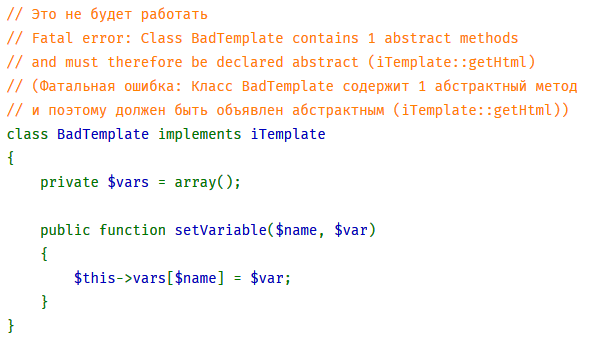 // Это не будет работать
// Fatal error: Class BadTemplate contains 1 abstract methods
// and must therefore be declared abstract (iTemplate::getHtml)
// (Фатальная ошибка: Класс BadTemplate содержит 1 абстрактный метод
// и поэтому должен быть объявлен абстрактным (iTemplate::getHtml))
class BadTemplate implements iTemplate
{
    private $vars = array();

    public function setVariable($name, $var)
    {
        $this->vars[$name] = $var;
    }
}